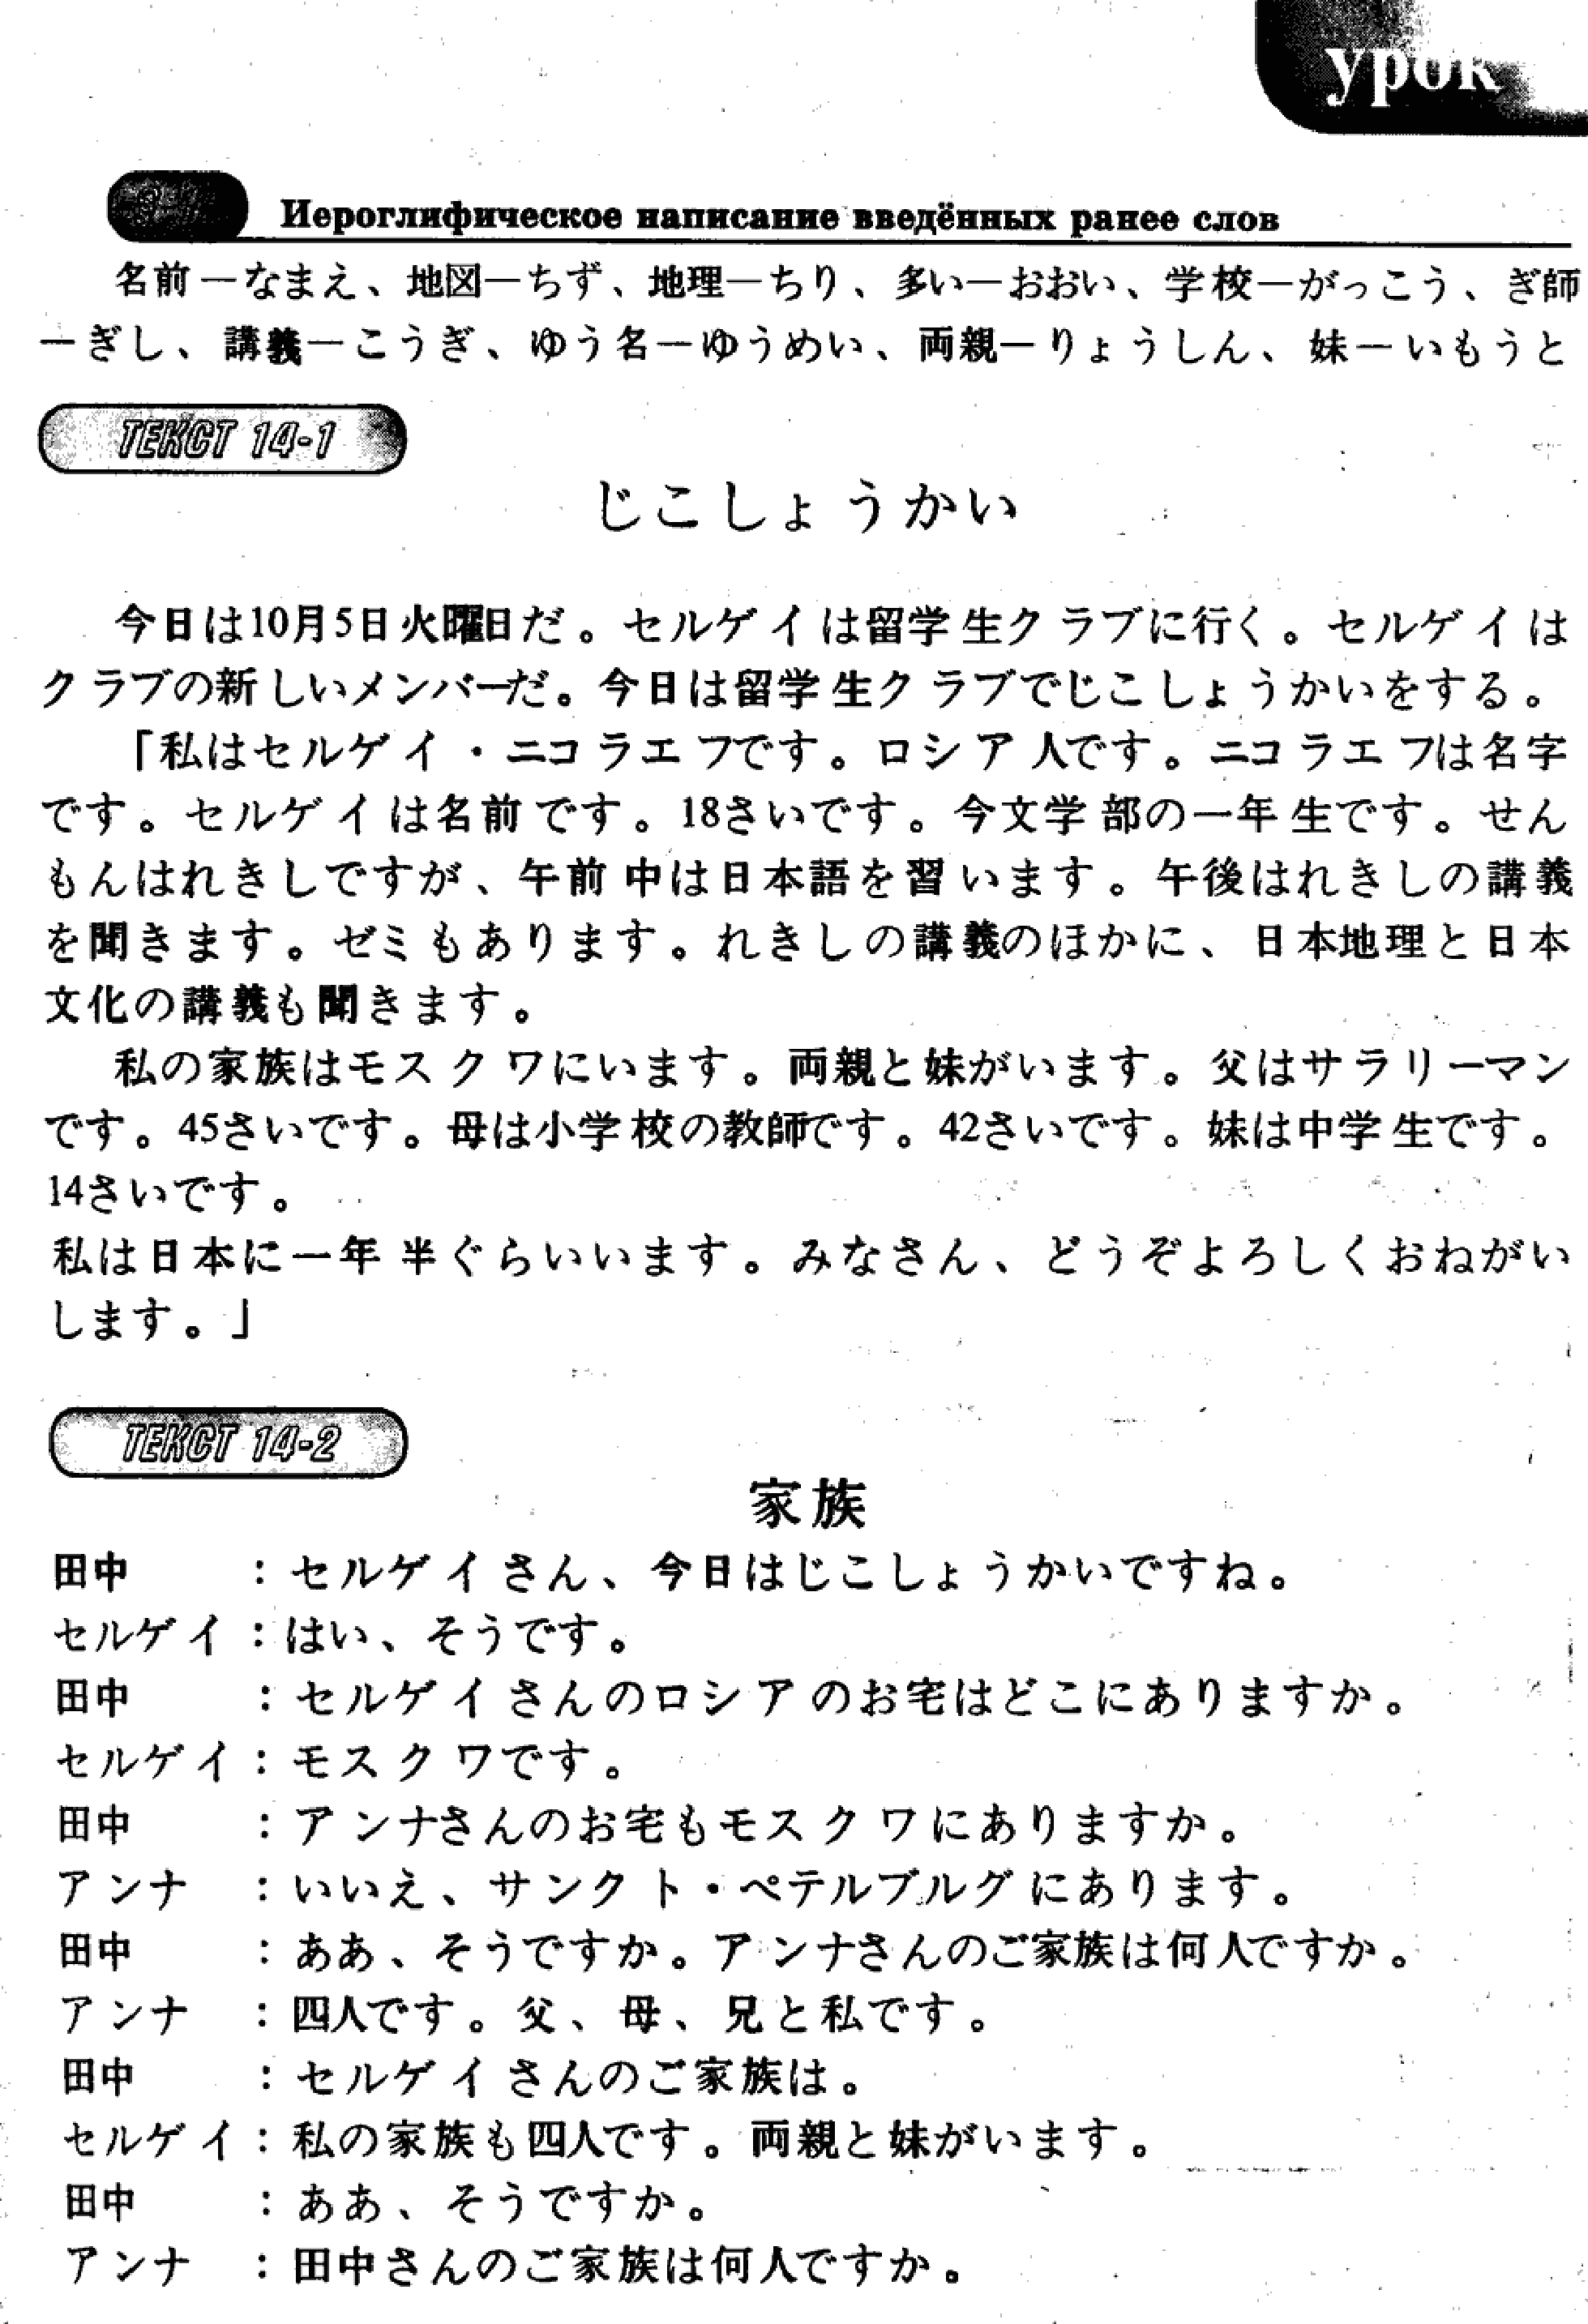 урок
Иероглифическое написание введённых ранее слов
名前―なまえ、地図―ちず、地理―ちり、多い―おおい、学校―がっこう、ぎ師
―ぎし、講義―こうぎ、ゆう名―ゆうめい、両親―りょうしん、妹―いもうと
ТЕКСТ 14-1
じこしょうかい
今日は10月5日火曜日だ。セルゲイは留学生クラブに行く。セルゲイは
クラブの新しいメンバーだ。今日は留学生クラブでじこしょうかいをする。
「私はセルゲイ・ニコラエフです。ロシア人です。ニコラエフは名字
です。セルゲイは名前です。18さいです。今文学部の一年生です。せん
もんはれきしですが、午前中は日本語を習います。午後はれきしの講義
を聞きます。ゼミもあります。れきしの講義のほかに、日本地理と日本
文化の講義も聞きます。
私の家族はモスクワにいます。両親と妹がいます。父はサラリーマン
です。45さいです。母は小学校の教師です。42さいです。妹は中学生です。
14さいです。
私は日本に一年半ぐらいいます。みなさん、どうぞよろしくおねがい
します。」
ТЕКСТ 14-2
家族
田中　：セルゲイさん、今日はじこしょうかいですね。
セルゲイ：はい、そうです。
田中　：セルゲイさんのロシアのお宅はどこにありますか。
セルゲイ：モスクワです。
田中　：アンナさんのお宅もモスクワにありますか。
アンナ　：いいえ、サンクト・ペテルブルグにあります。
田中　：ああ、そうですか。アンナさんのご家族は何人ですか。
アンナ　：四人です。父、母、兄と私です。
田中　：セルゲイさんのご家族は。
セルゲイ：私の家族も四人です。両親と妹がいます。
田中　：ああ、そうですか。
アンナ　：田中さんのご家族は何人ですか。